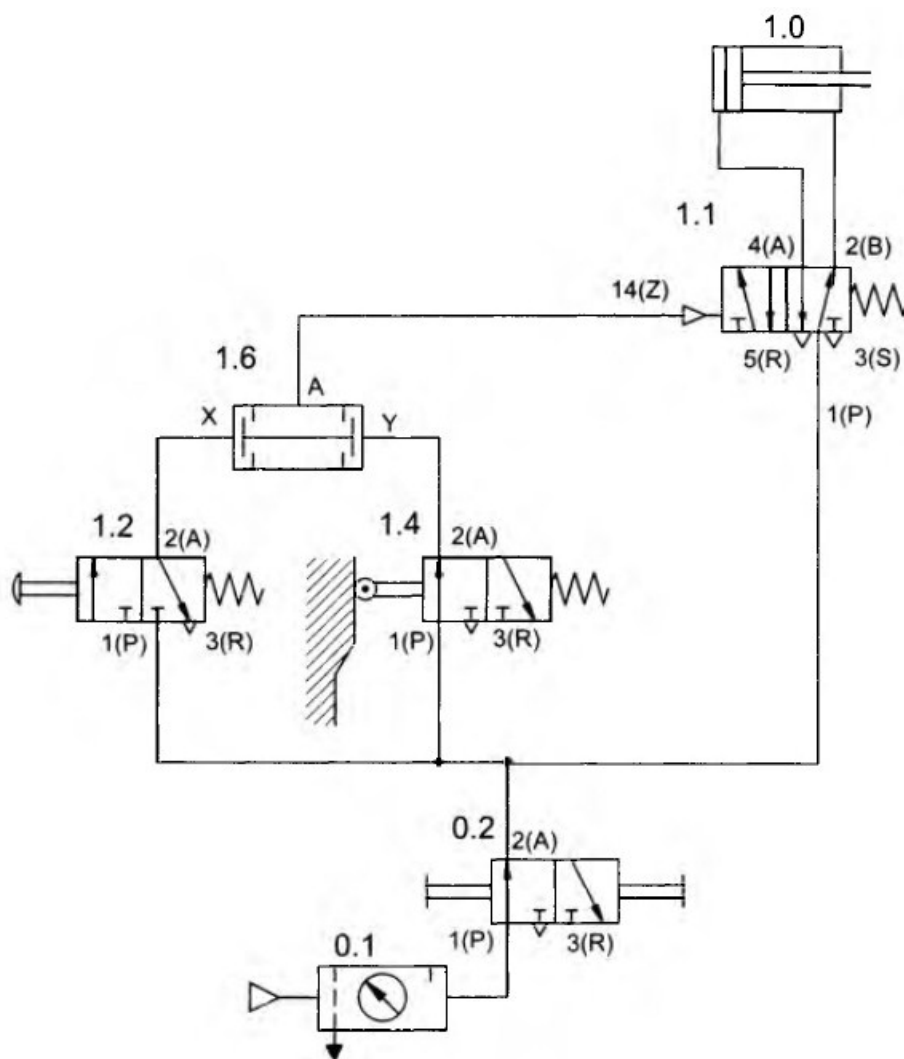 1.0
1.1
4(A)
2(B)
14(Z)
5(R)
3(S)
1(P)
1.6
A
X
Y
1.2
2(A)
1(P)
3(R)
1.4
2(A)
1(P)
3(R)
0.2
2(A)
1(P)
3(R)
0.1